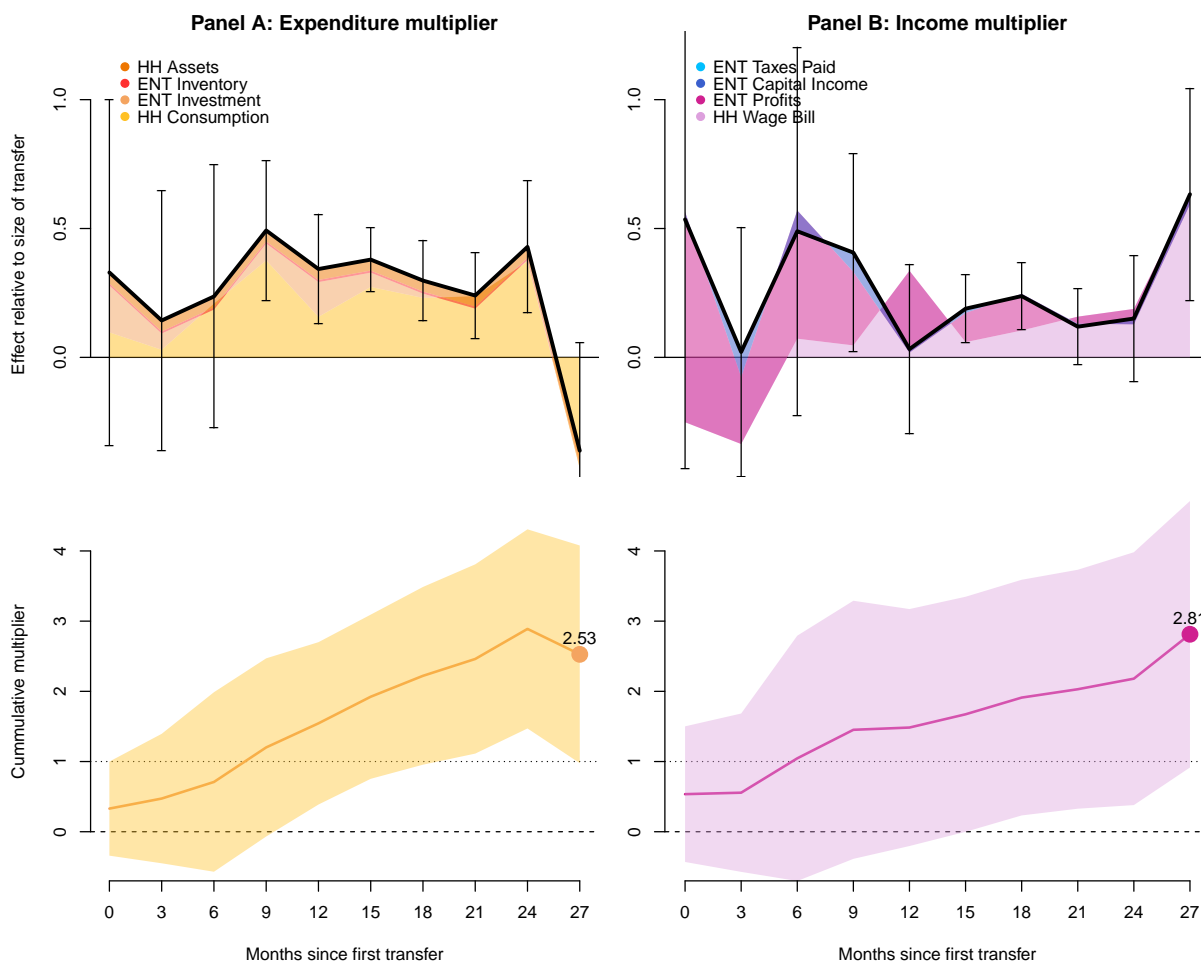 Panel A: Expenditure multiplier
Panel B: Income multiplier
HH Assets
ENT Inventory
ENT Investment
HH Consumption
ENT Taxes Paid
ENT Capital Income
ENT Profits
HH Wage Bill
Effect relative to size of transfer
1.0
0.5
0.0
1.0
0.5
0.0
Cummulative multiplier
4
3
2
1
0
2.53
4
3
2
1
0
2.81
0 3 6 9 12 15 18 21 24 27
0 3 6 9 12 15 18 21 24 27
Months since first transfer
Months since first transfer